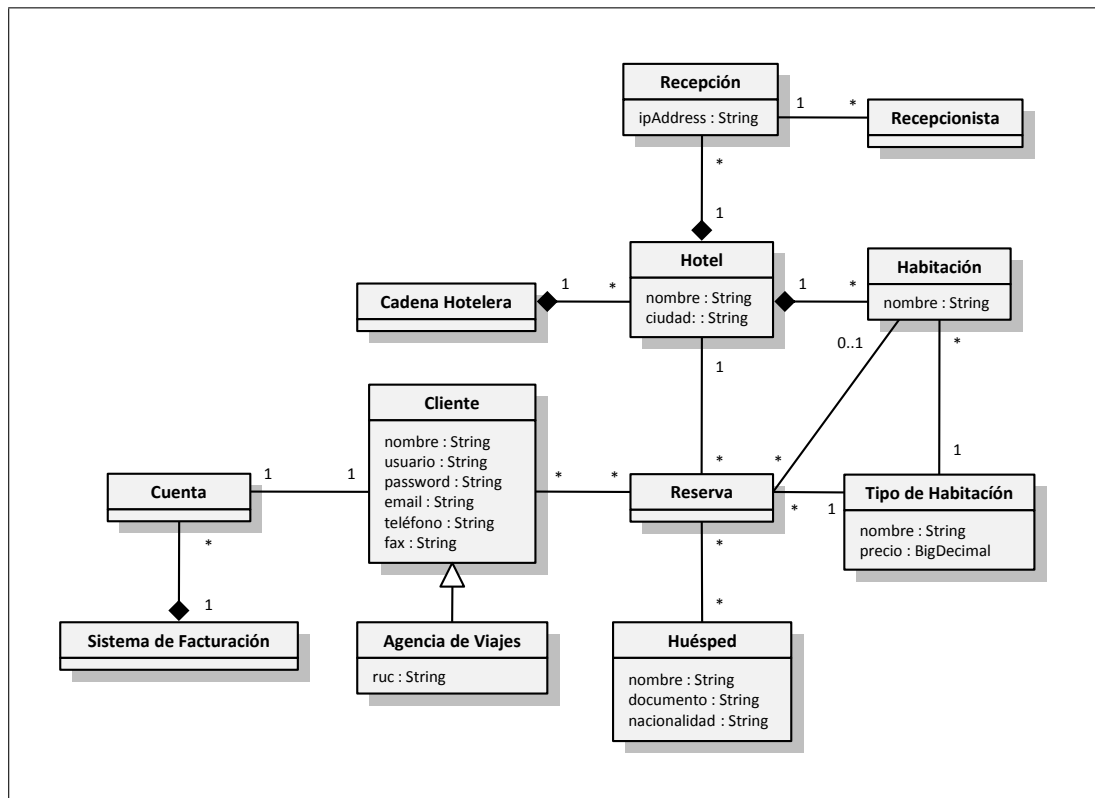 Recepción
ipAddress : String
1
*
Recepcionista
*
1
Hotel
nombre : String
ciudad: : String
Habitación
nombre : String
Cadena Hotelera
1
*
1
*
0..1
*
1
Cliente
nombre : String
usuario : String
password : String
email : String
teléfono : String
fax : String
Cuenta
1
1
*
*
*
Reserva
*
*
1
1
Tipo de Habitacíón
nombre : String
precio : BigDecimal
*
1
*
*
Sistema de Facturación
Agencia de Viajes
ruc : String
Huésped
nombre : String
documento : String
nacionalidad : String